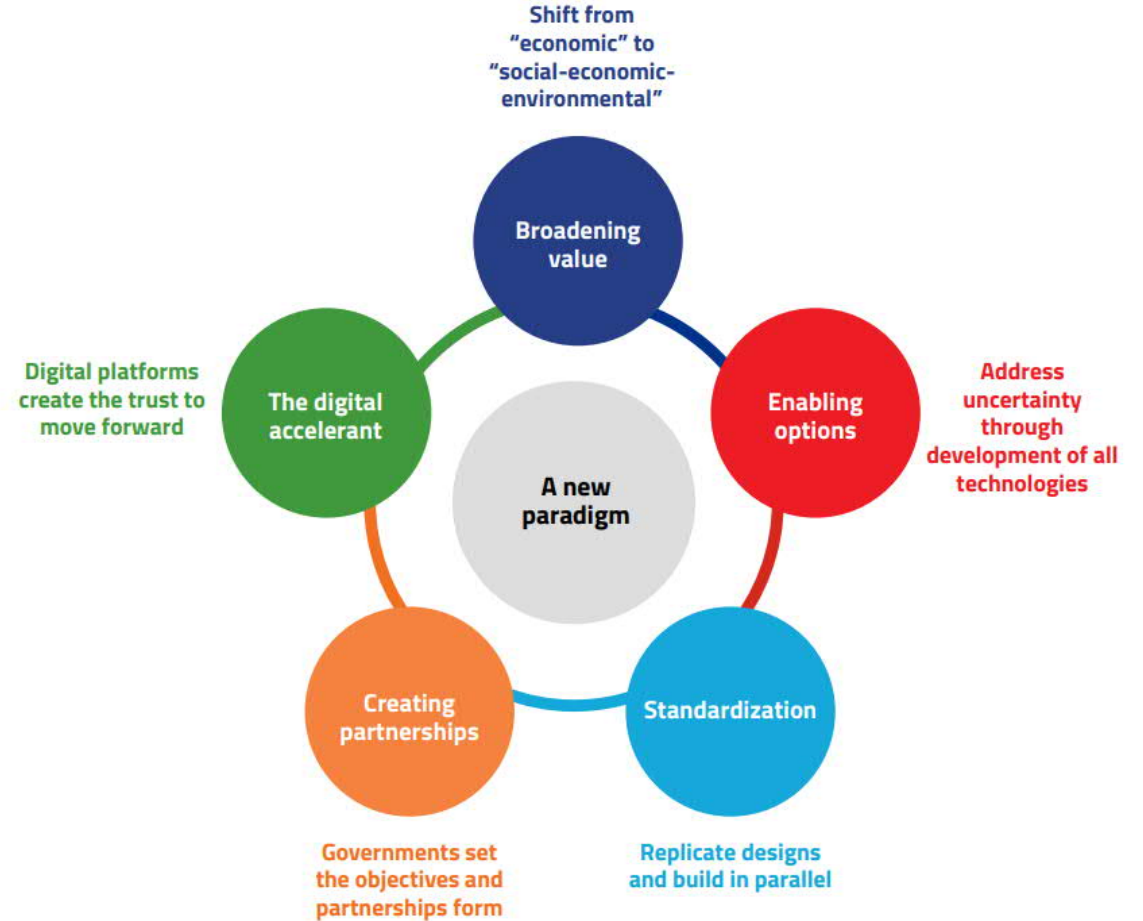 Shift from
“economic” to
“social-economic-
environmental”
Broadening
value
Enabling
options
Address
uncertainty
through
development of all
technologies
Standardization
Replicate designs
and build in parallel
Creating
partnerships
Governments set
the objectives and
partnerships form
The digital
accelerant
Digital platforms
create the trust to
move forward
A new
paradigm